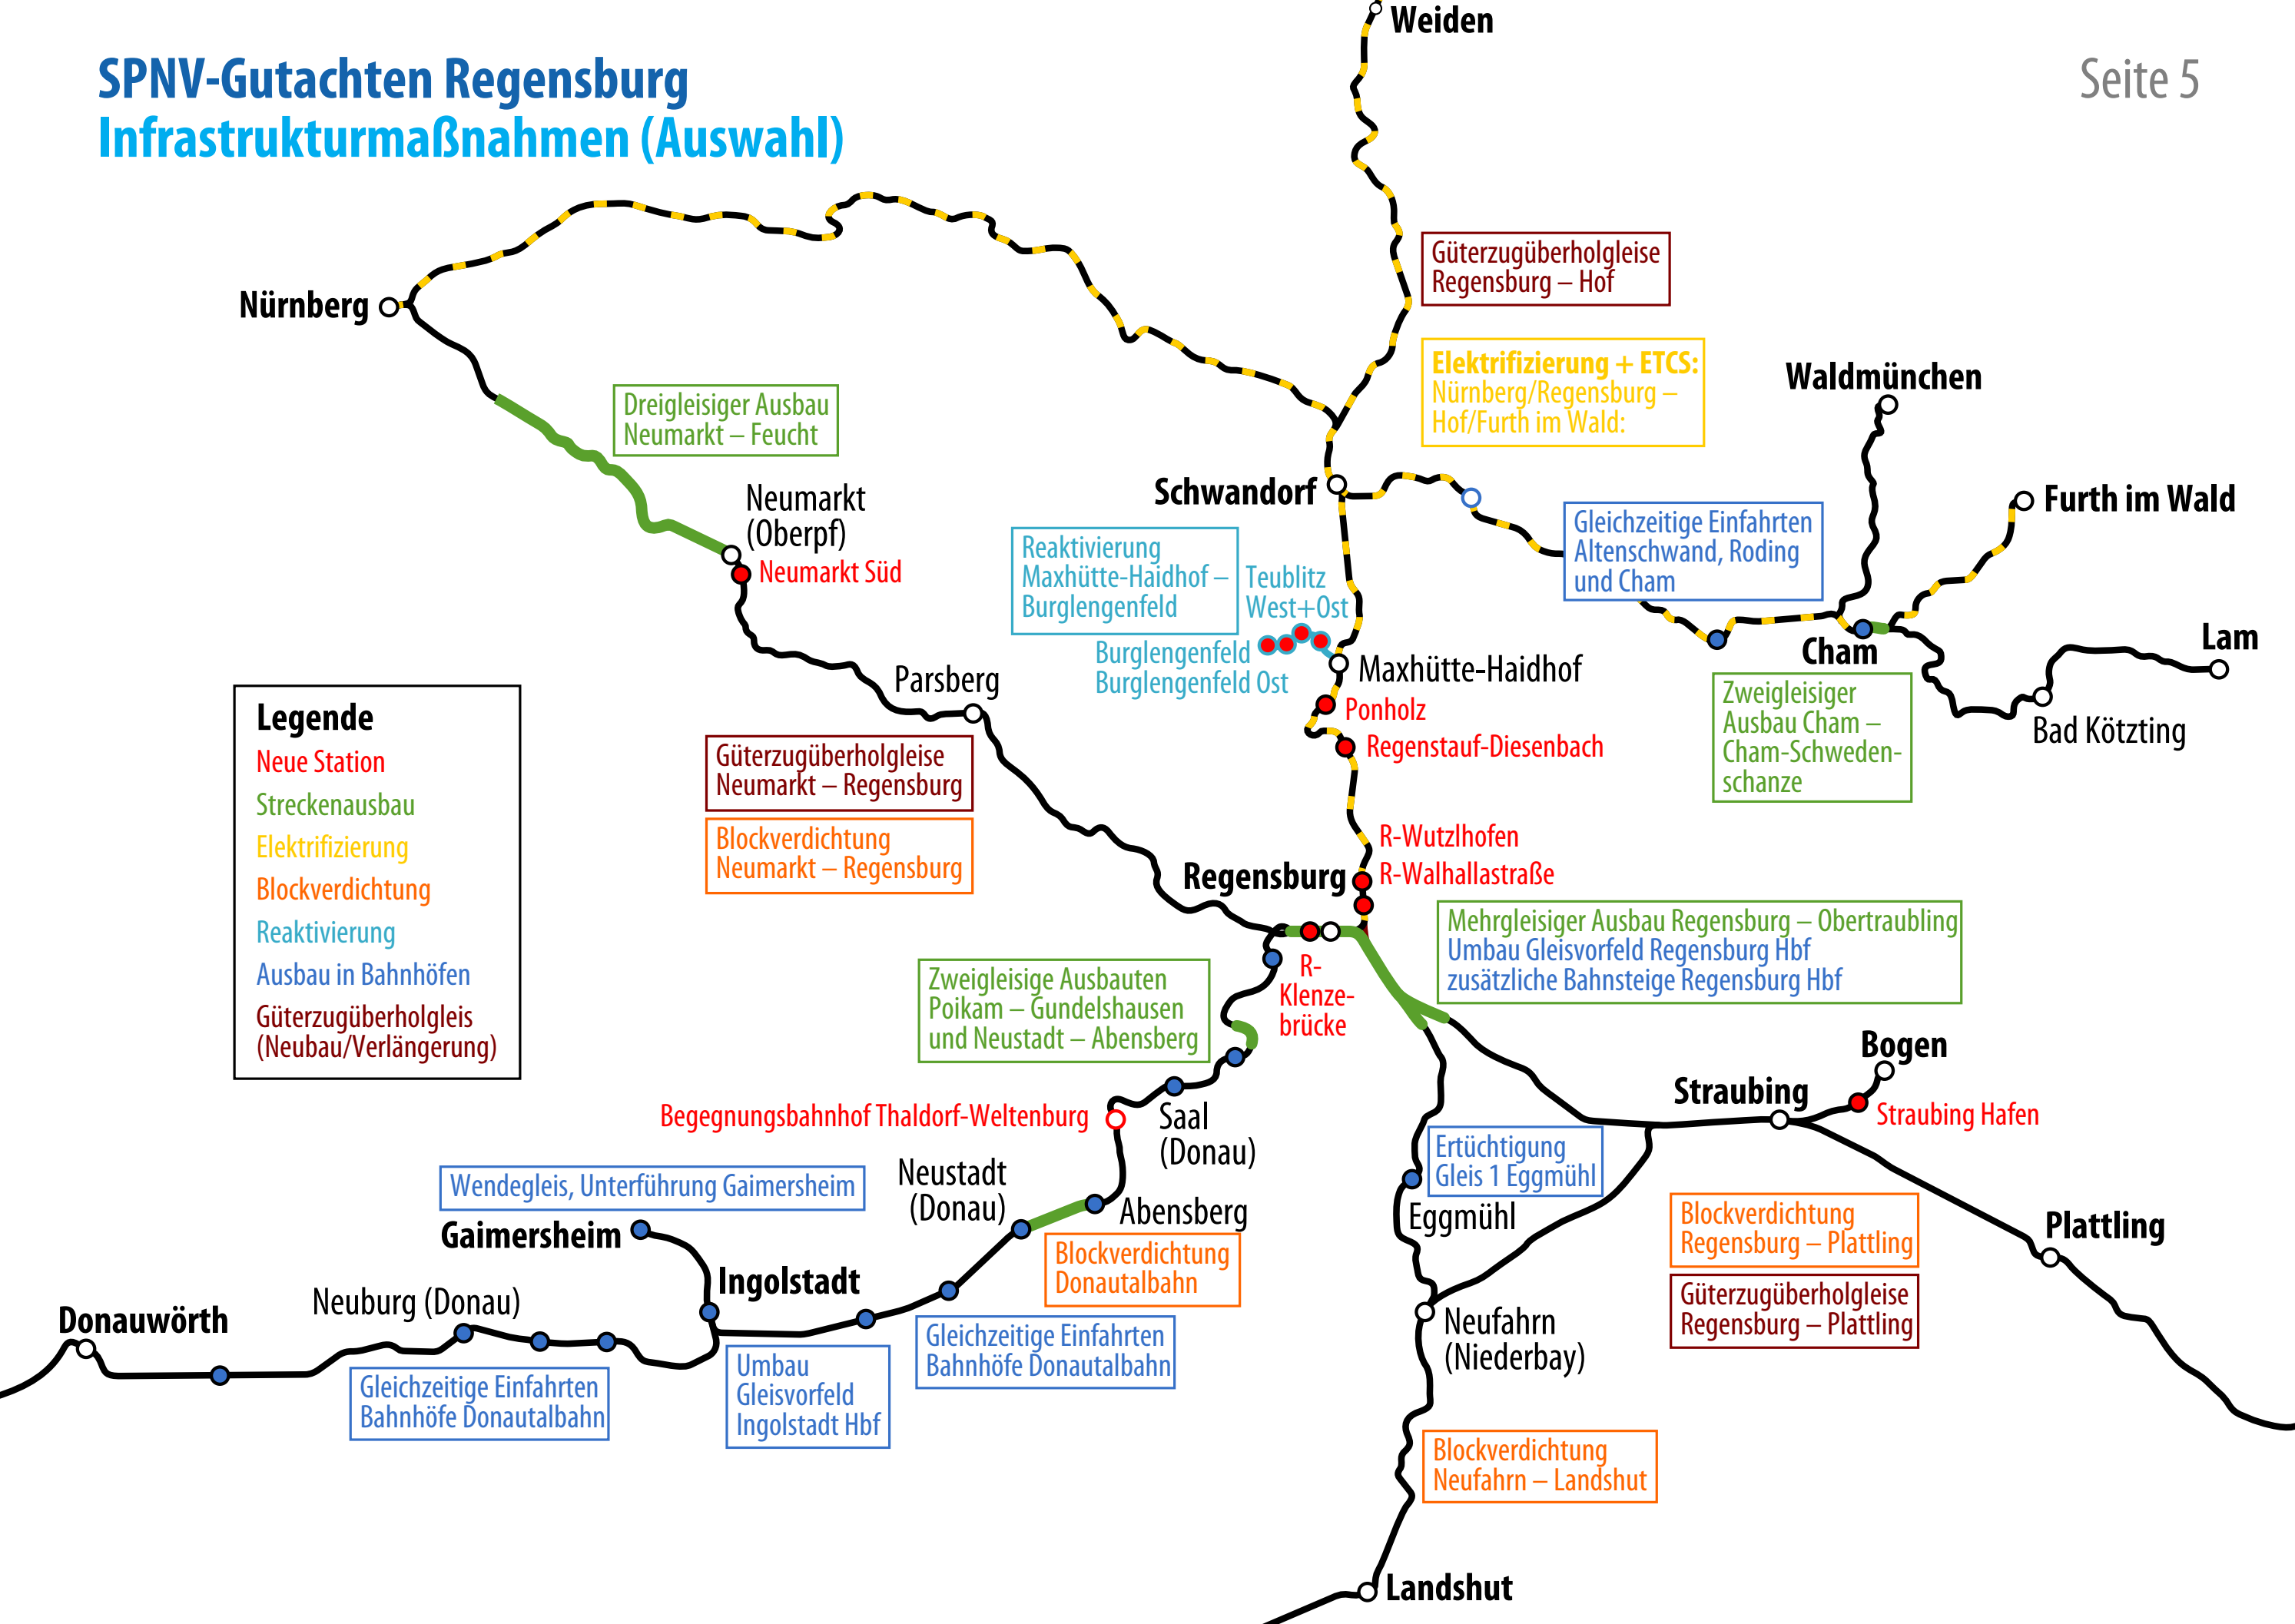 SPNV-Gutachten Regensburg
Infrastrukturmaßnahmen (Auswahl)
Seite 5
Weiden
Güterzugüberholgleise
Regensburg – Hof
Nürnberg
Elektrifizierung + ETCS:
Nürnberg/Regensburg –
Hof/Furth im Wald:
Waldmünchen
Dreigleisiger Ausbau
Neumarkt – Feucht
Schwandorf
Furth im Wald
Neumarkt
(Oberpf)
Neumarkt Süd
Gleichzeitige Einfahrten
Altenschwand, Roding
und Cham
Reaktivierung
Maxhütte-Haidhof –
Burglengenfeld
Teublitz
West+Ost
Burglengenfeld
Burglengenfeld Ost
Maxhütte-Haidhof
Cham
Lam
Parsberg
Ponholz
Regenstauf-Diesenbach
Zweigleisiger
Ausbau Cham –
Cham-Schweden-
schanze
Bad Kötzting
Legende
Neue Station
Streckenausbau
Elektrifizierung
Blockverdichtung
Reaktivierung
Ausbau in Bahnhöfen
Güterzugüberholgleis
(Neubau/Verlängerung)
Güterzugüberholgleise
Neumarkt – Regensburg
Blockverdichtung
Neumarkt – Regensburg
R-Wutzlhofen
R-Walhallastraße
Regensburg
Mehrgleisiger Ausbau Regensburg – Obertraubling
Umbau Gleisvorfeld Regensburg Hbf
zusätzliche Bahnsteige Regensburg Hbf
R-
Klenze-
brücke
Zweigleisige Ausbauten
Poikam – Gundelshausen
und Neustadt – Abensberg
Bogen
Straubing
Straubing Hafen
Begegnungsbahnhof Thaldorf-Weltenburg
Saal
(Donau)
Ertüchtigung
Gleis 1 Eggmühl
Eggmühl
Wendegleis, Unterführung Gaimersheim
Neustadt
(Donau)
Abensberg
Gaimersheim
Blockverdichtung
Donautalbahn
Blockverdichtung
Regensburg – Plattling
Plattling
Güterzugüberholgleise
Regensburg – Plattling
Ingolstadt
Neuburg (Donau)
Donauwörth
Neufahrn
(Niederbay)
Gleichzeitige Einfahrten
Bahnhöfe Donautalbahn
Umbau
Gleisvorfeld
Ingolstadt Hbf
Gleichzeitige Einfahrten
Bahnhöfe Donautalbahn
Blockverdichtung
Neufahrn – Landshut
Landshut